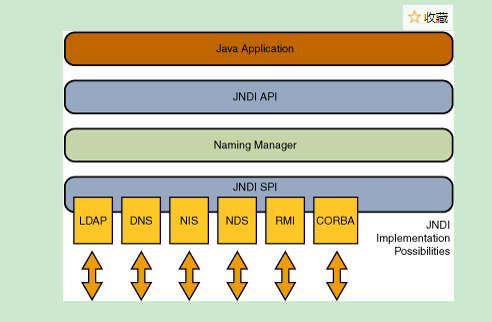 收藏
Java Application
JNDI API
Naming Manager
JNDI SPI
LDAP DNS NIS NDS RMI CORBA
JNDI
Implementation
Possibilities